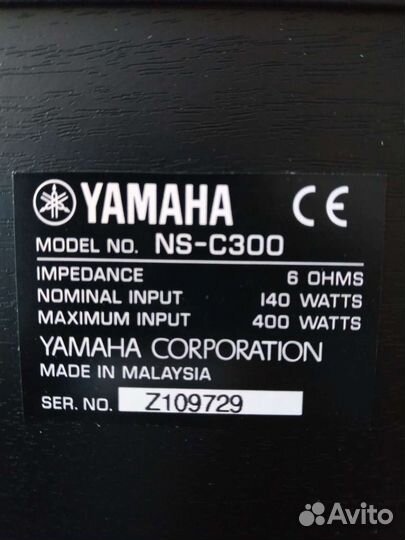 YAMAHA CE
MODEL NO. NS-C300
IMPEDANCE 6 OHMS
NOMINAL INPUT 140 WATTS
MAXIMUM INPUT 400 WATTS
YAMAHA CORPORATION
MADE IN MALAYSIA
SER. NO. Z109729
Avito